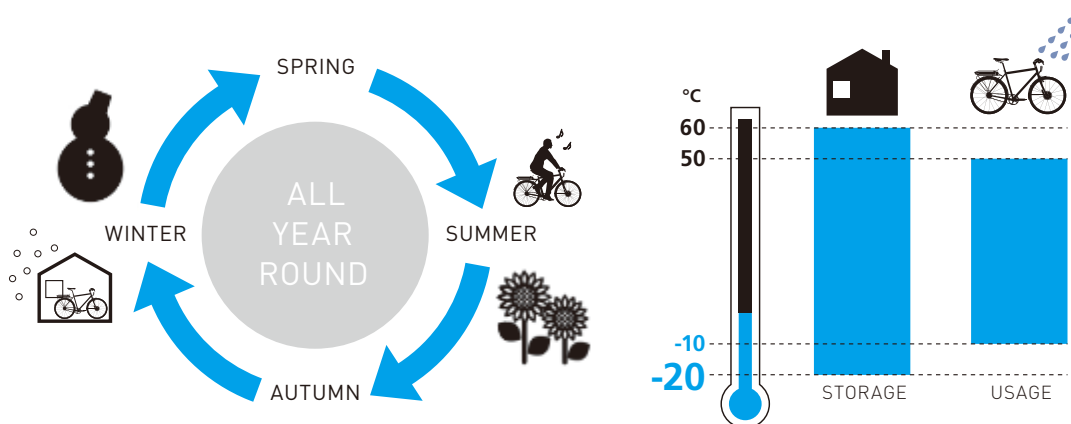 SPRING
ALL
YEAR
ROUND
WINTER
SUMMER
AUTUMN
°C
60
50
-10
-20
STORAGE
USAGE